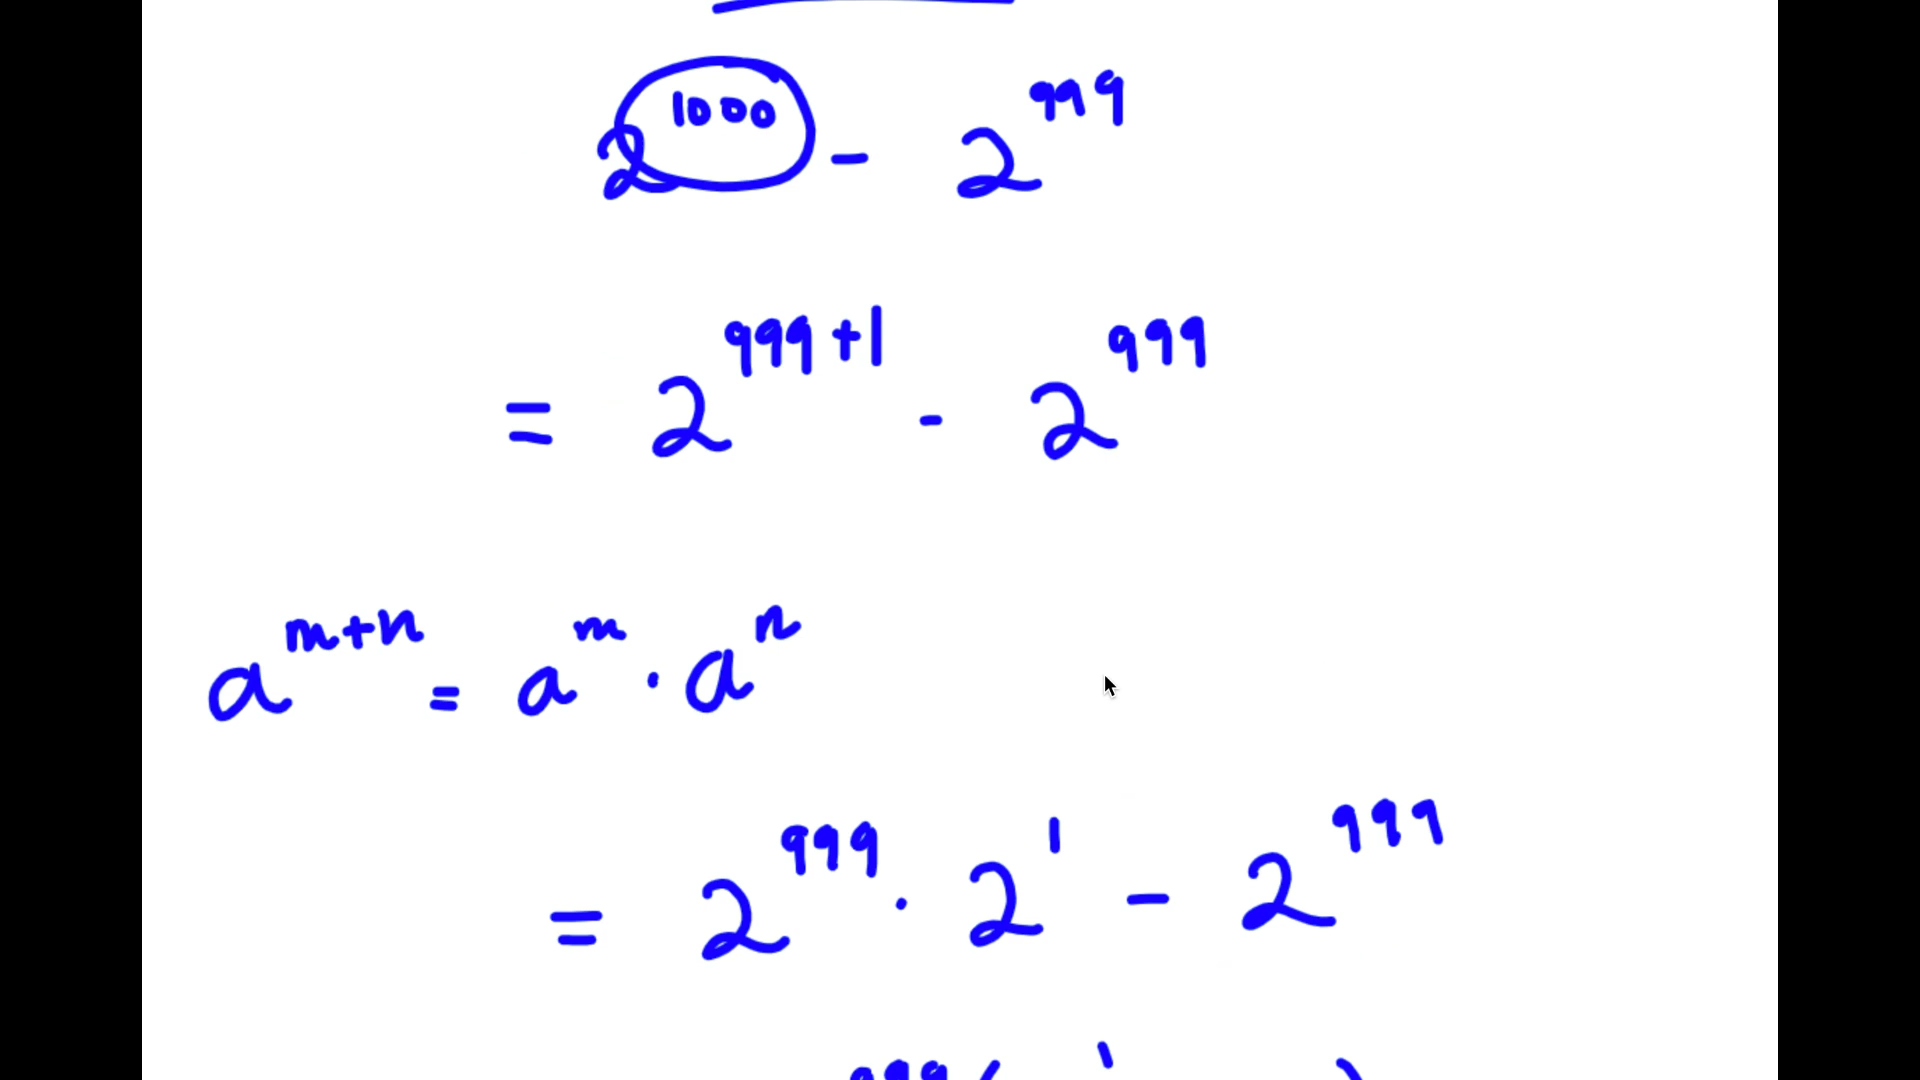 2^1000 - 2^999
= 2^999+1 - 2^999
a^m+n = a^m · a^n
= 2^999 · 2^1 - 2^999